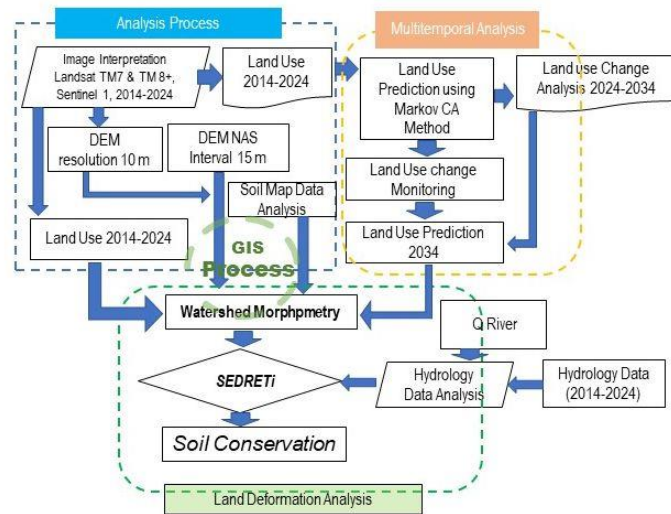 Analysis Process
Multitemporal Analysis
Image Interpretation
Landsat TM7 & TM 8+,
Sentinel 1, 2014-2024
Land Use
2014-2024
Land Use
Prediction using
Markov CA
Method
Land use Change
Analysis 2024-2034
DEM
resolution 10 m
DEM NAS
Interval 15 m
Land Use change
Monitoring
Soil Map Data
Analysis
Land Use 2014-2024
GIS
Process
Land Use Prediction
2034
Watershed Morphpmetry
Q River
SEDRETi
Hydrology
Data Analysis
Hydrology Data
(2014-2024)
Soil Conservation
Land Deformation Analysis